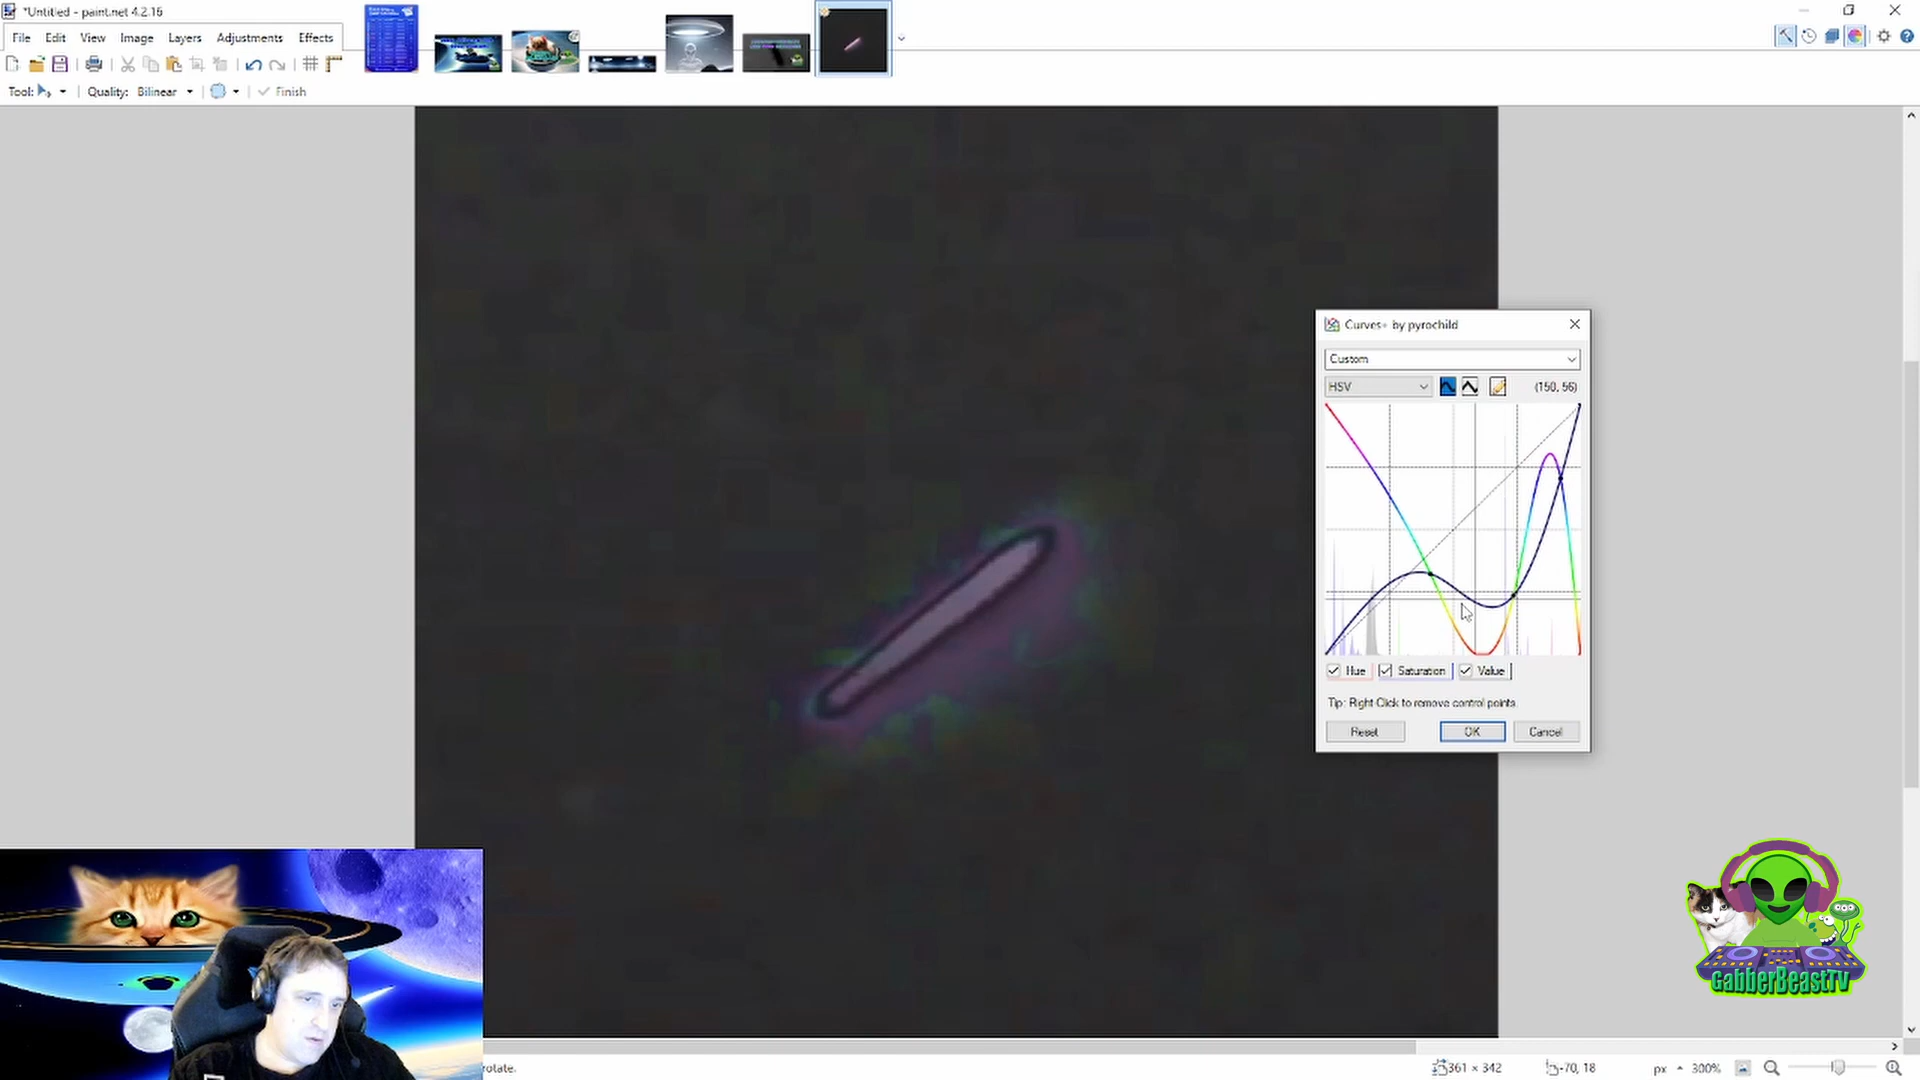 *Untitled - paint.net 4.2.16
File Edit View Image Layers Adjustments Effects
Tool: Quality: Bilinear Finish
Curves+ by pyrochild
Custom
HSV (150, 56)
Hue Saturation Value
Tip: Right Click to remove control points.
Reset OK Cancel
GabberBeastTV
rotate. 361 × 342 -70, 18 px 300%